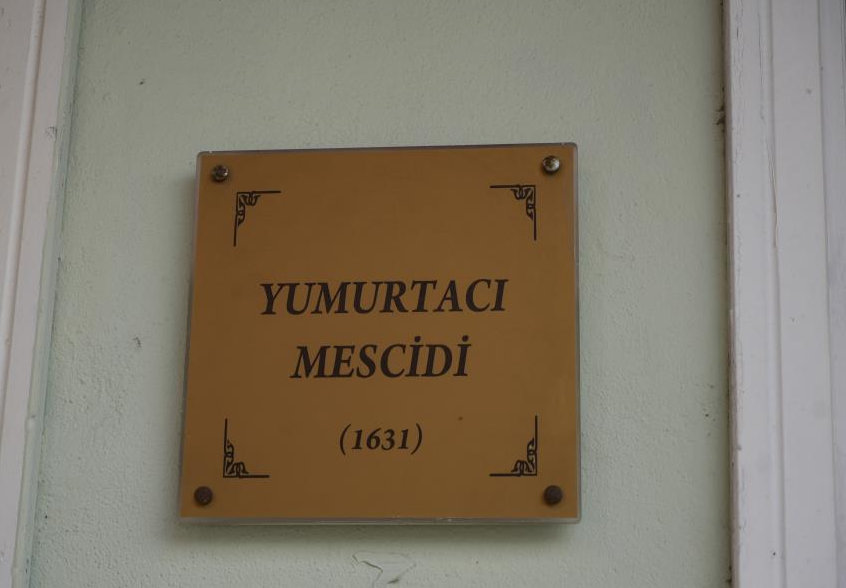 YUMURTACI
MESCİDİ
(1631)